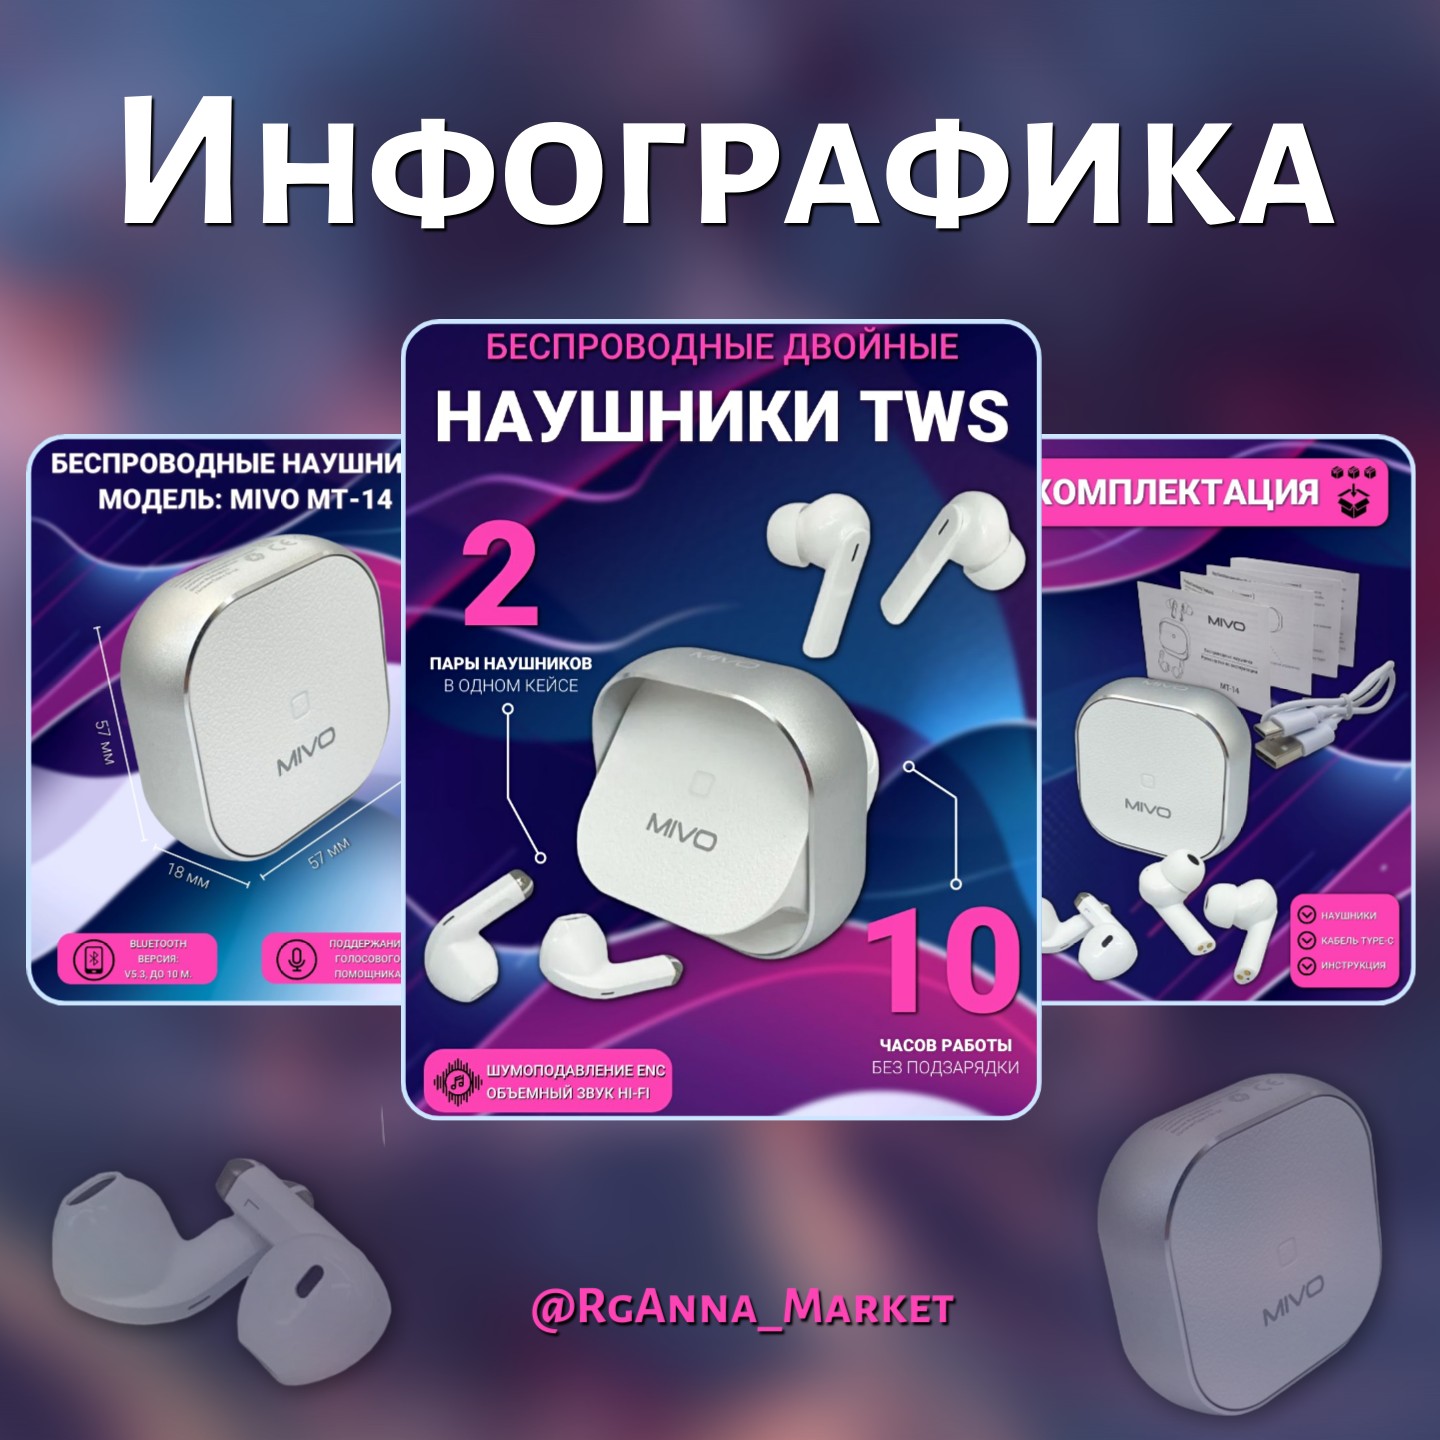 ИНФОГРАФИКА
БЕСПРОВОДНЫЕ НАУШНИ
МОДЕЛЬ: MIVO MT-14
57 ММ
MIVO
18 ММ
57 ММ
BLUETOOTH
ВЕРСИЯ:
V5.3, ДО 10 М.
ПОДДЕРЖАНИ
ГОЛОСОВОГО
ПОМОЩНИКА
БЕСПРОВОДНЫЕ ДВОЙНЫЕ
НАУШНИКИ TWS
2
ПАРЫ НАУШНИКОВ
В ОДНОМ КЕЙСЕ
MIVO
MIVO
10
ЧАСОВ РАБОТЫ
БЕЗ ПОДЗАРЯДКИ
ШУМОПОДАВЛЕНИЕ ENC
ОБЪЕМНЫЙ ЗВУК HI-FI
КОМПЛЕКТАЦИЯ
MIVO
MT-14
MIVO
MIVO
НАУШНИКИ
КАБЕЛЬ TYPE-C
ИНСТРУКЦИЯ
@RGANNA_MARKET
MIVO